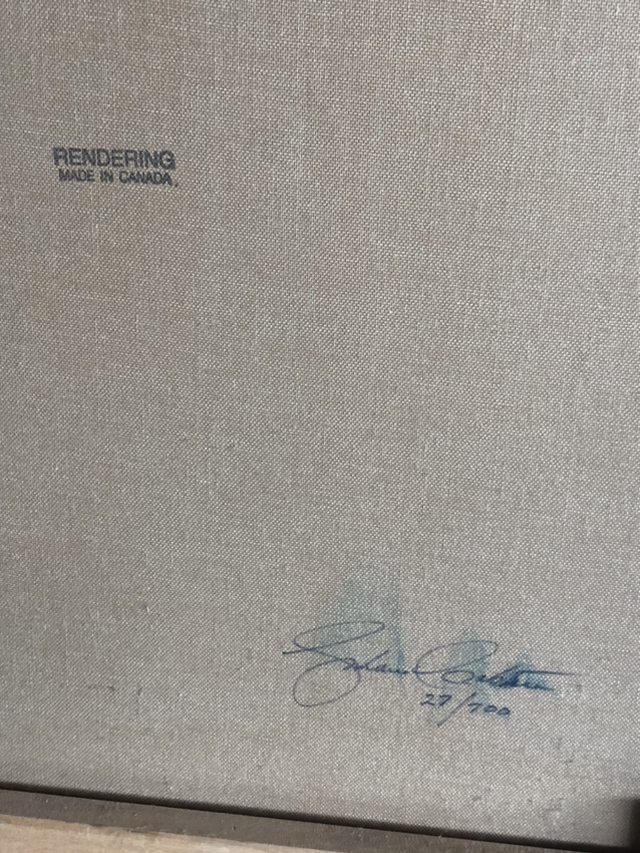 RENDERING
MADE IN CANADA.
27/700